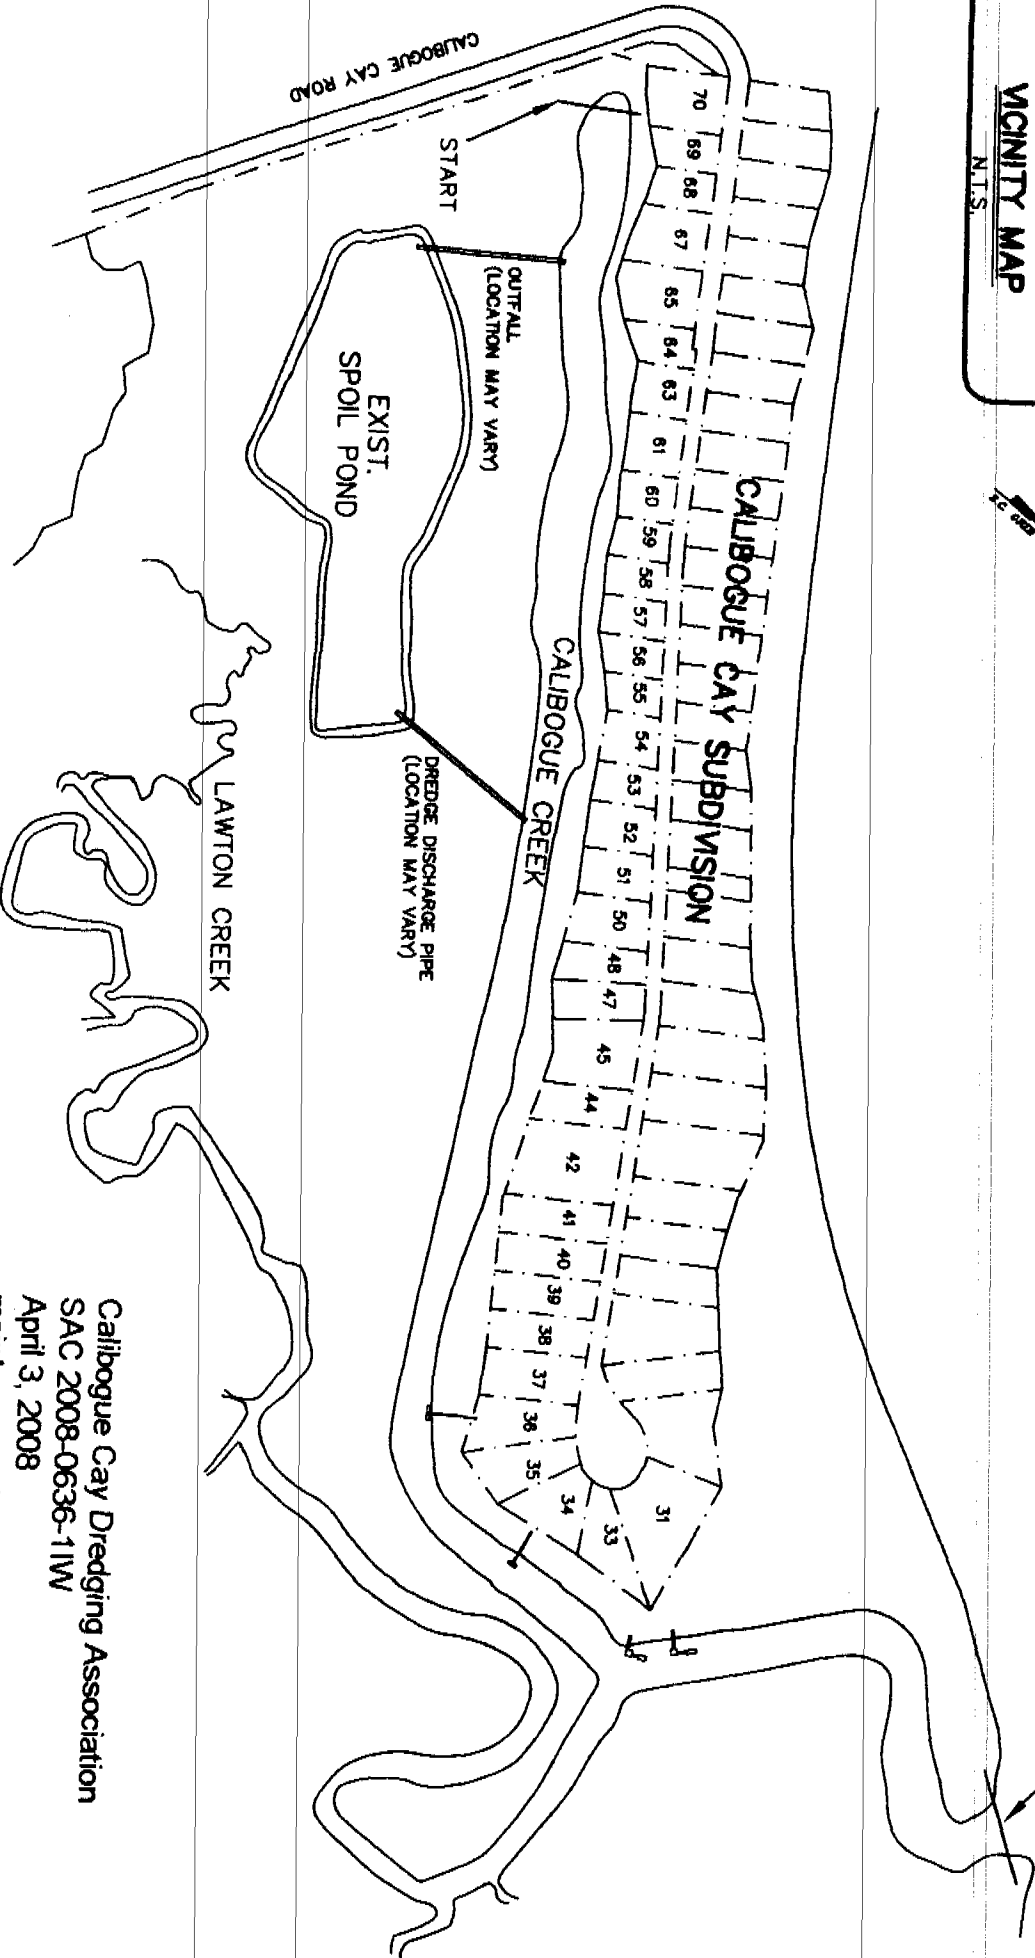 VICINITY MAP
N.T.S.
CALIBOGUE CAY ROAD
START
70
69
68
67
65
64
63
61
60
59
58
57
56
55
54
53
52
51
50
48
47
45
44
42
41
40
39
38
37
36
35
34
33
31
CALIBOGUE CAY SUBDIVISION
OUTFALL
(LOCATION MAY VARY)
EXIST.
SPOIL POND
CALIBOGUE CREEK
DREDGE DISCHARGE PIPE
(LOCATION MAY VARY)
LAWTON CREEK
Calibogue Cay Dredging Association
SAC 2008-0636-1IW
April 3, 2008